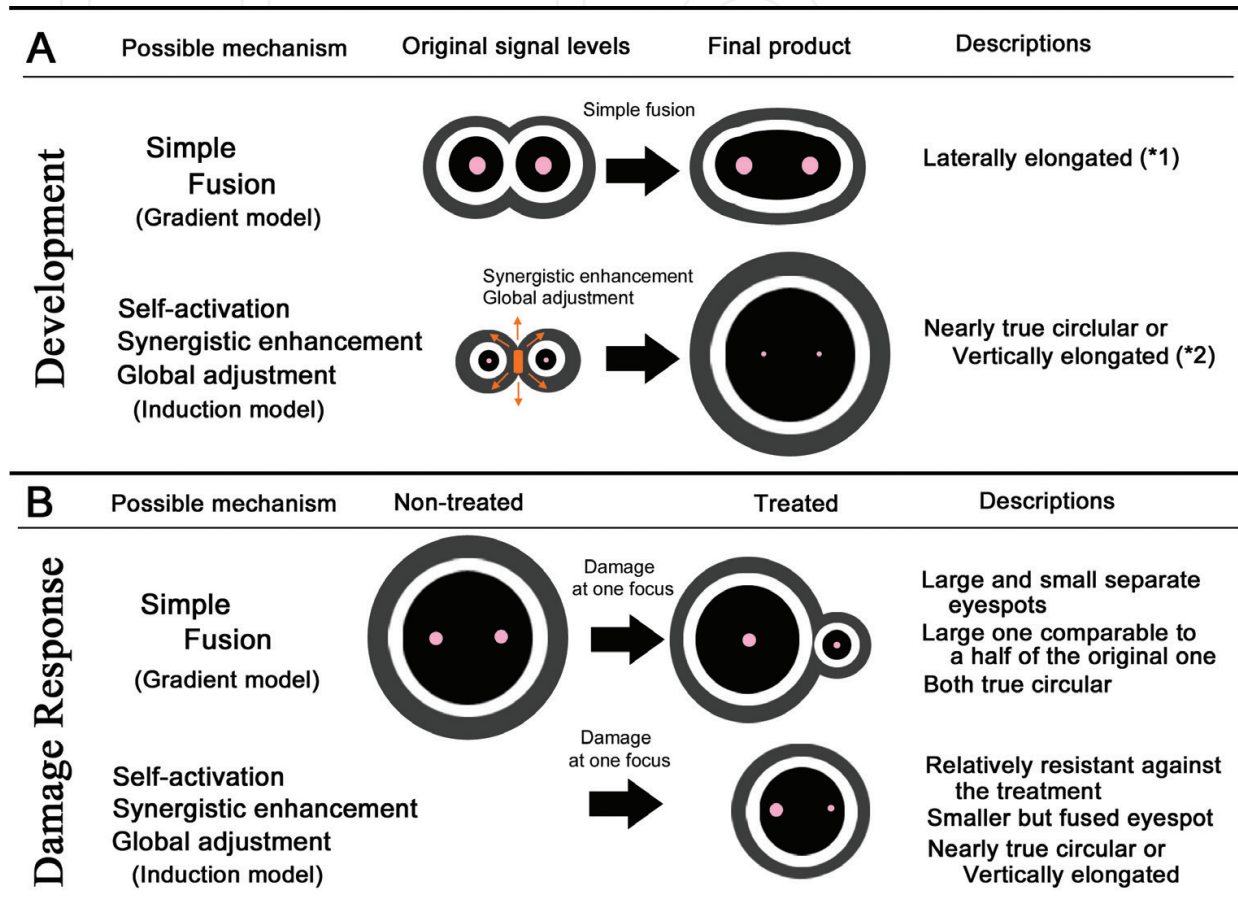 A
Possible mechanism
Original signal levels
Final product
Descriptions
Development
Simple
Fusion
(Gradient model)
Simple fusion
Laterally elongated (*1)
Self-activation
Synergistic enhancement
Global adjustment
(Induction model)
Synergistic enhancement
Global adjustment
Nearly true circlular or
Vertically elongated (*2)
B
Possible mechanism
Non-treated
Treated
Descriptions
Damage Response
Simple
Fusion
(Gradient model)
Damage
at one focus
Large and small separate
eyespots
Large one comparable to
a half of the original one
Both true circular
Self-activation
Synergistic enhancement
Global adjustment
(Induction model)
Damage
at one focus
Relatively resistant against
the treatment
Smaller but fused eyespot
Nearly true circular or
Vertically elongated